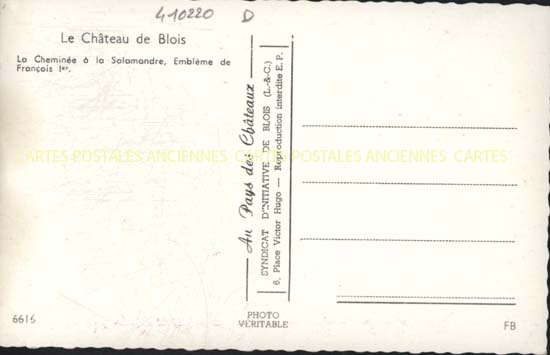 410220 D
Le Château de Blois
La Cheminée à la Salamandre, Emblème de
François Ier.
Au Pays des Châteaux
SYNDICAT D'INITIATIVE DE BLOIS (L.-&-C.)
6, Place Victor Hugo — Reproduction interdite E. P.
CARTES POSTALES ANCIENNES CARTES POSTALES ANCIENNES CARTES
6616
PHOTO
VÉRITABLE
FB